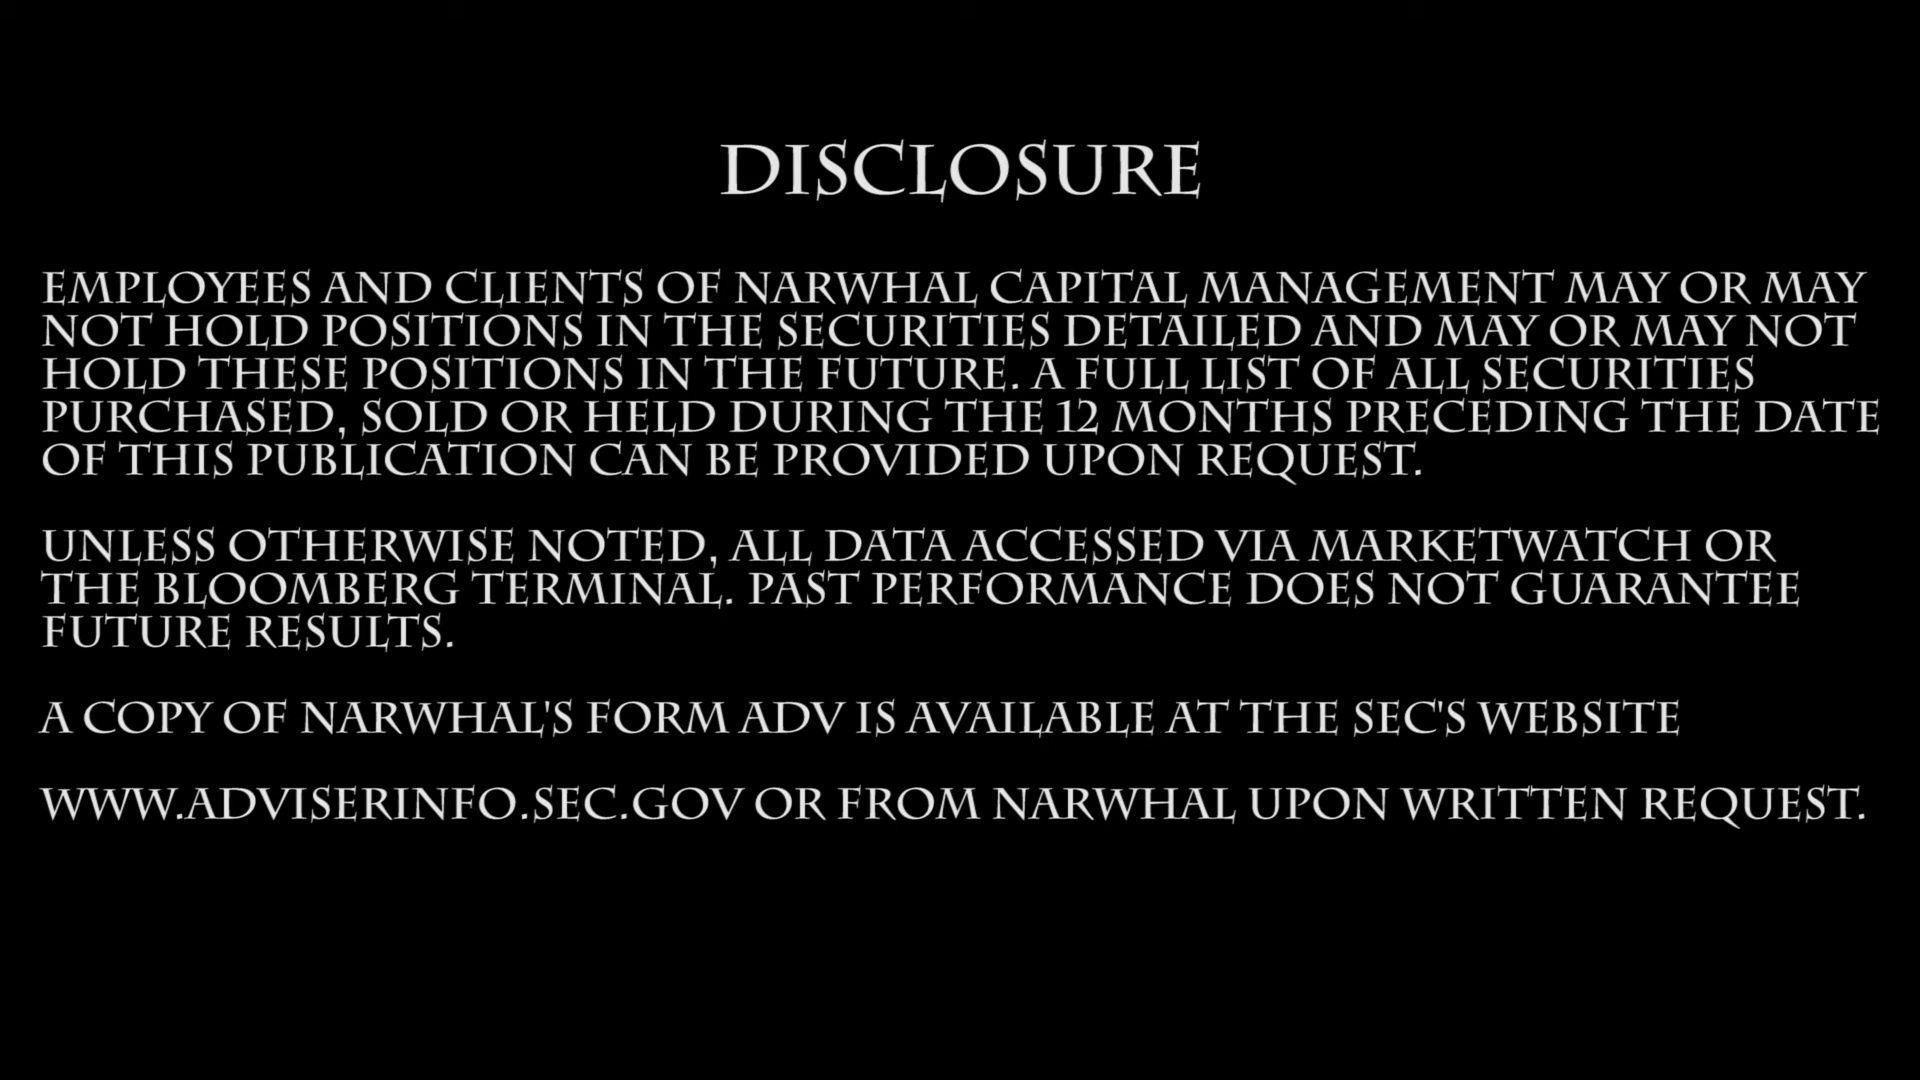 DISCLOSURE
EMPLOYEES AND CLIENTS OF NARWHAL CAPITAL MANAGEMENT MAY OR MAY
NOT HOLD POSITIONS IN THE SECURITIES DETAILED AND MAY OR MAY NOT
HOLD THESE POSITIONS IN THE FUTURE. A FULL LIST OF ALL SECURITIES
PURCHASED, SOLD OR HELD DURING THE 12 MONTHS PRECEDING THE DATE
OF THIS PUBLICATION CAN BE PROVIDED UPON REQUEST.
UNLESS OTHERWISE NOTED, ALL DATA ACCESSED VIA MARKETWATCH OR
THE BLOOMBERG TERMINAL. PAST PERFORMANCE DOES NOT GUARANTEE
FUTURE RESULTS.
A COPY OF NARWHAL'S FORM ADV IS AVAILABLE AT THE SEC'S WEBSITE
WWW.ADVISERINFO.SEC.GOV OR FROM NARWHAL UPON WRITTEN REQUEST.